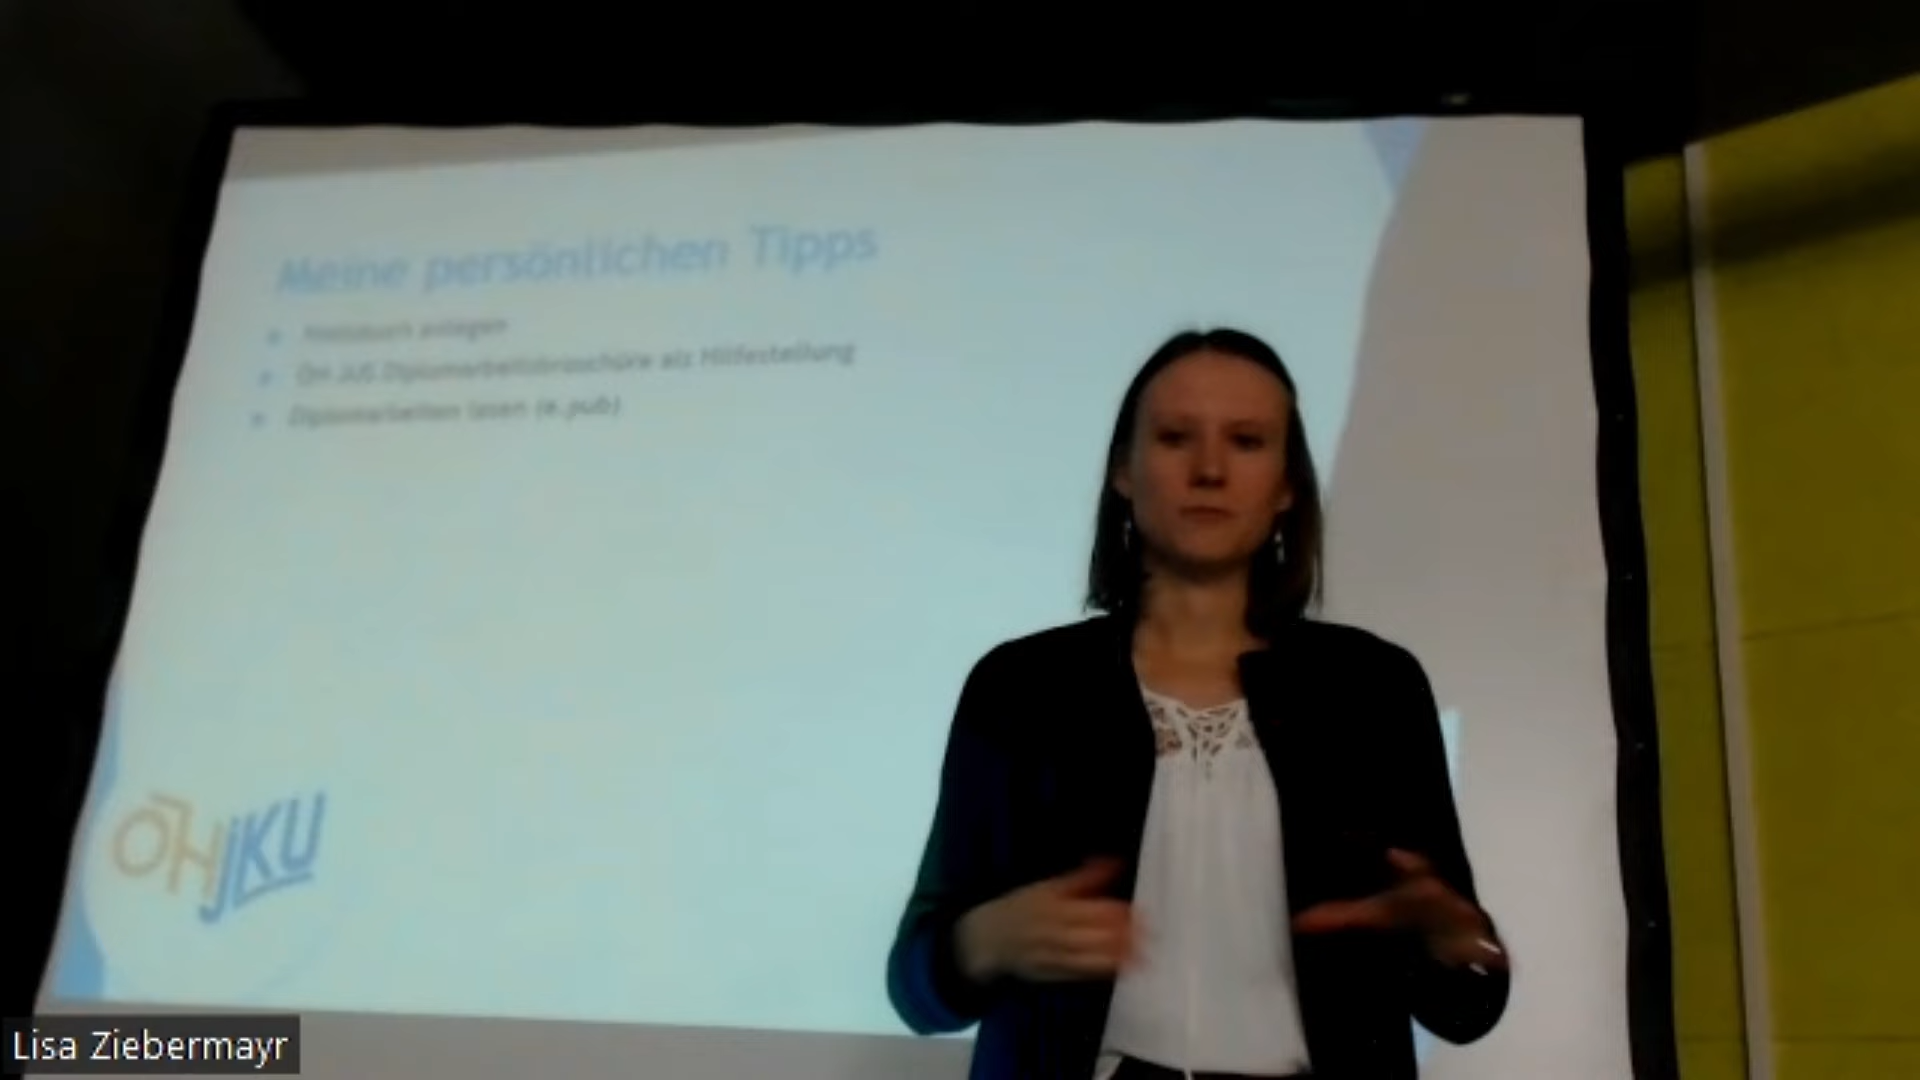 Meine persönlichen Tipps
Notizbuch anlegen
ÖH JUS Diplomarbeitsbroschüre als Hilfestellung
Diplomarbeiten lesen (e.pub)
ÖH JKU
Lisa Ziebermayr